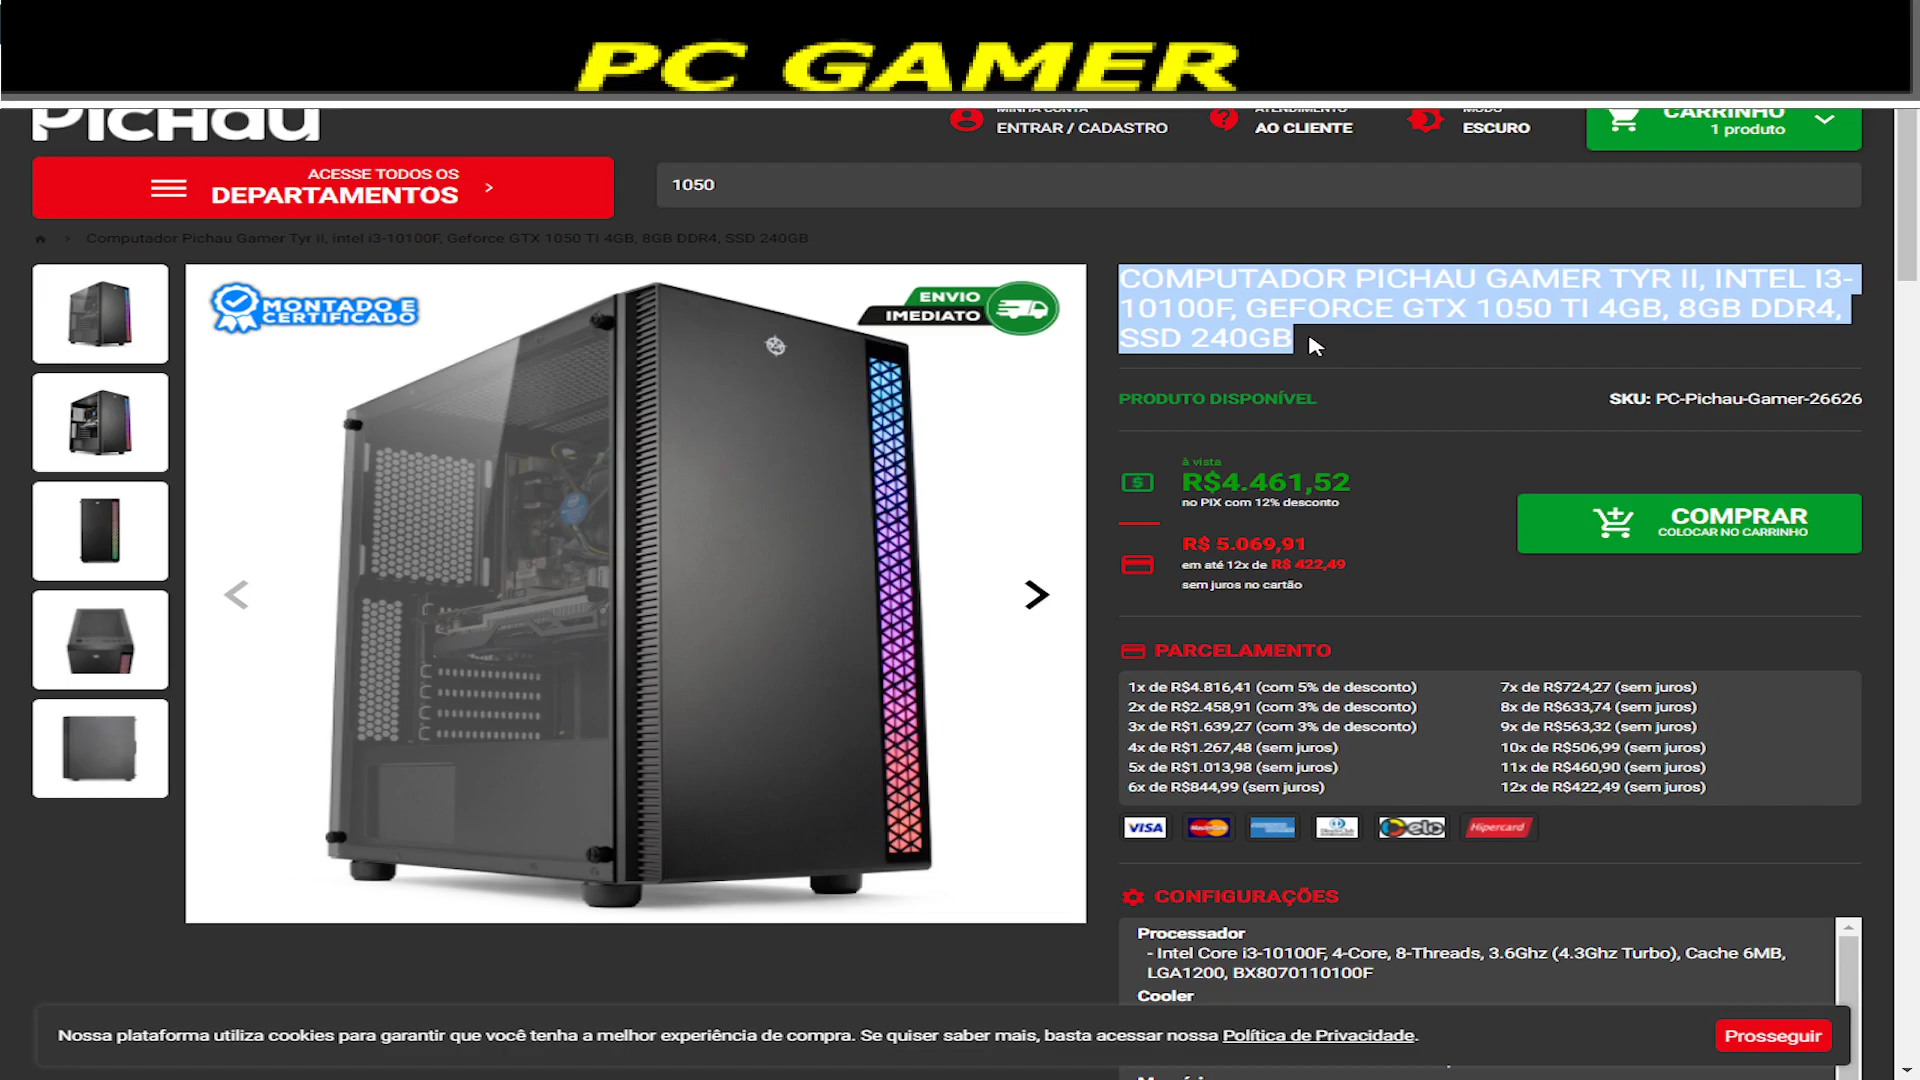 PC GAMER
PICHAU
MINHA CONTA
ENTRAR / CADASTRO
ATENDIMENTO
AO CLIENTE
MODO
ESCURO
CARRINHO
1 produto
ACESSE TODOS OS
DEPARTAMENTOS
1050
Computador Pichau Gamer Tyr II, intel i3-10100F, Geforce GTX 1050 TI 4GB, 8GB DDR4, SSD 240GB
MONTADO E
CERTIFICADO
ENVIO
IMEDIATO
COMPUTADOR PICHAU GAMER TYR II, INTEL I3-
10100F, GEFORCE GTX 1050 TI 4GB, 8GB DDR4,
SSD 240GB
PRODUTO DISPONÍVEL
SKU: PC-Pichau-Gamer-26626
à vista
R$4.461,52
no PIX com 12% desconto
R$ 5.069,91
em até 12x de R$ 422,49
sem juros no cartão
COMPRAR
COLOCAR NO CARRINHO
PARCELAMENTO
1x de R$4.816,41 (com 5% de desconto)
2x de R$2.458,91 (com 3% de desconto)
3x de R$1.639,27 (com 3% de desconto)
4x de R$1.267,48 (sem juros)
5x de R$1.013,98 (sem juros)
6x de R$844,99 (sem juros)
7x de R$724,27 (sem juros)
8x de R$633,74 (sem juros)
9x de R$563,32 (sem juros)
10x de R$506,99 (sem juros)
11x de R$460,90 (sem juros)
12x de R$422,49 (sem juros)
VISA
MasterCard
elo
Hipercard
CONFIGURAÇÕES
Processador
- Intel Core i3-10100F, 4-Core, 8-Threads, 3.6Ghz (4.3Ghz Turbo), Cache 6MB,
LGA1200, BX8070110100F
Cooler
Nossa plataforma utiliza cookies para garantir que você tenha a melhor experiência de compra. Se quiser saber mais, basta acessar nossa Política de Privacidade.
Prosseguir